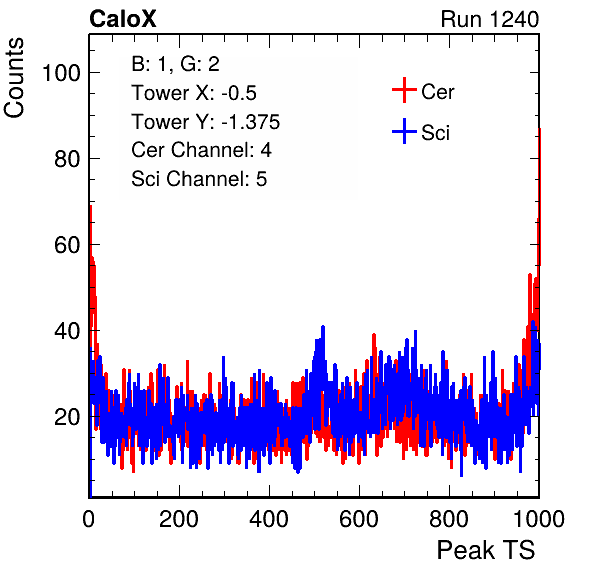 CaloX Run 1240
Counts
100
80
60
40
20
B: 1, G: 2
Tower X: -0.5
Tower Y: -1.375
Cer Channel: 4
Sci Channel: 5
Cer
Sci
0 200 400 600 800 1000
Peak TS